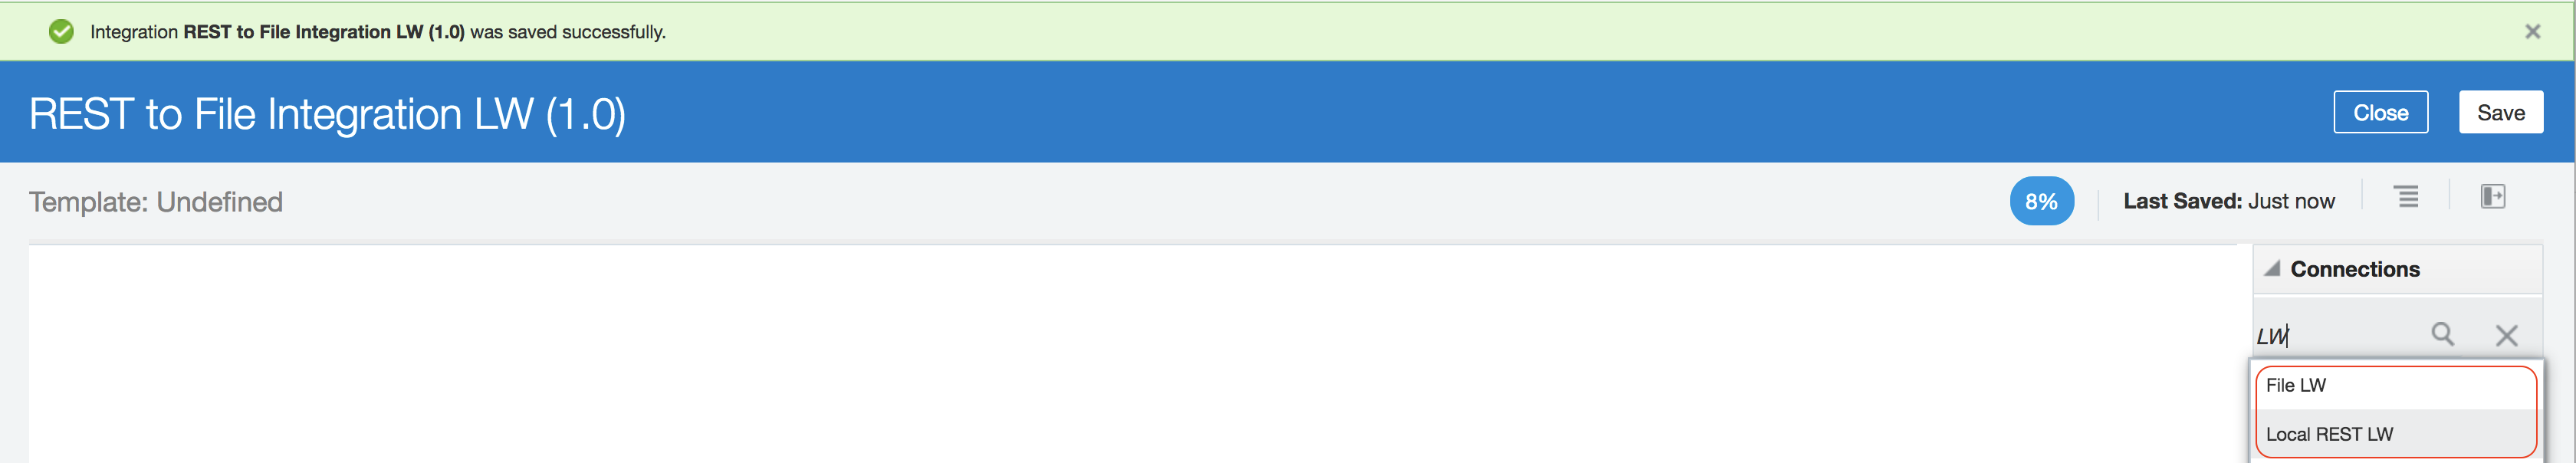 Integration REST to File Integration LW (1.0) was saved successfully.
REST to File Integration LW (1.0)
Close
Save
Template: Undefined
8%
Last Saved: Just now
Connections
LW
File LW
Local REST LW